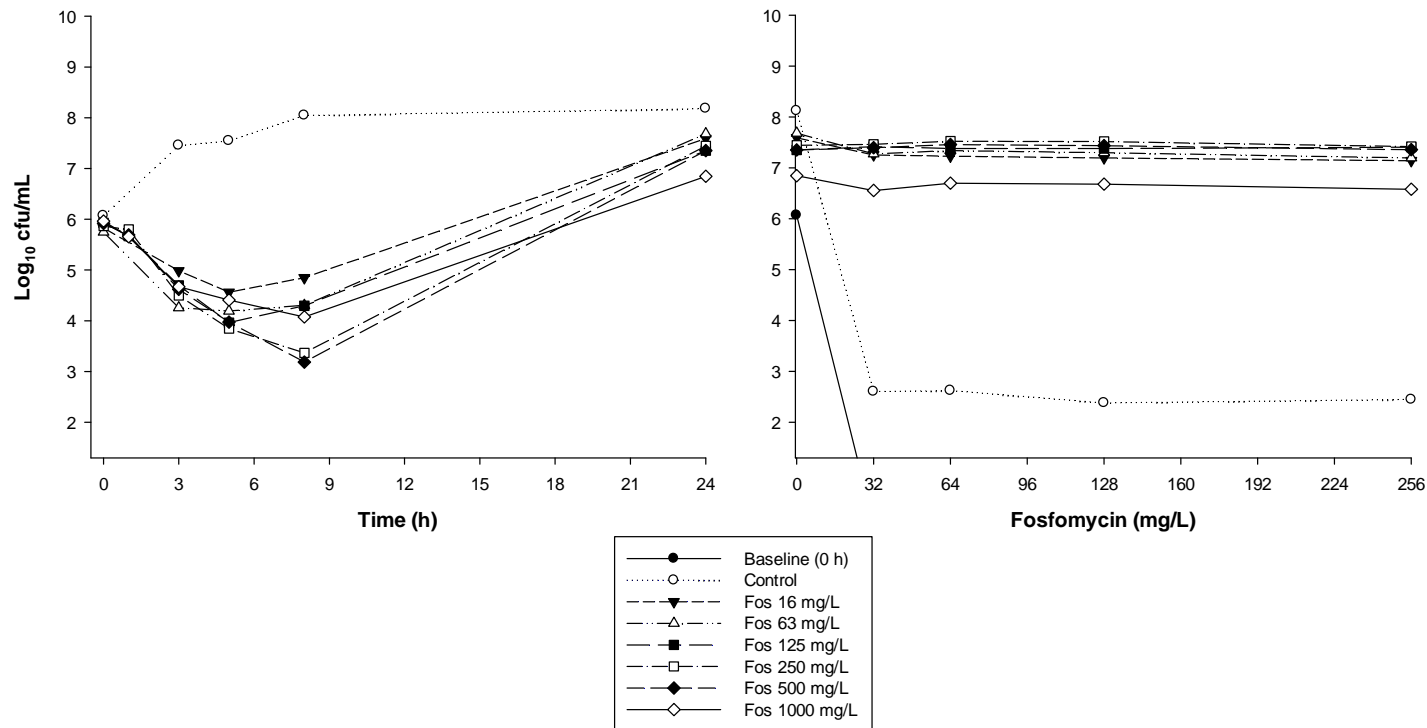 10
9
8
7
6
5
4
3
2
Log₁₀ cfu/mL
0 3 6 9 12 15 18 21 24
Time (h)
10
9
8
7
6
5
4
3
2
0 32 64 96 128 160 192 224 256
Fosfomycin (mg/L)
Baseline (0 h)
Control
Fos 16 mg/L
Fos 63 mg/L
Fos 125 mg/L
Fos 250 mg/L
Fos 500 mg/L
Fos 1000 mg/L